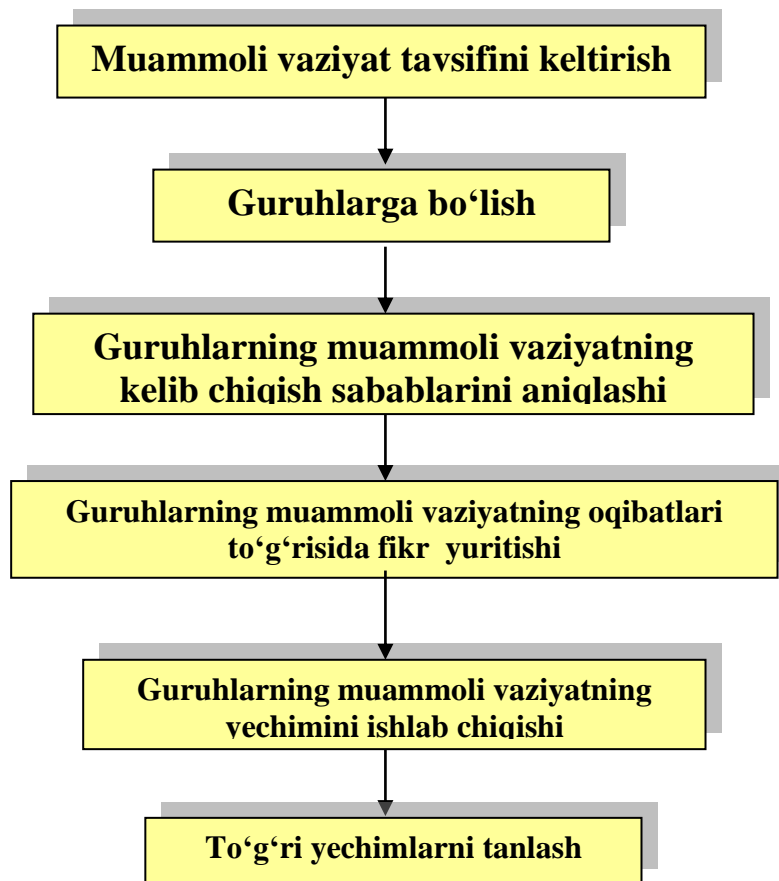 Muammoli vaziyat tavsifini keltirish
Guruhlarga bo‘lish
Guruhlarning muammoli vaziyatning
kelib chiqish sabablarini aniqlashi
Guruhlarning muammoli vaziyatning oqibatlari
to‘g‘risida fikr yuritishi
Guruhlarning muammoli vaziyatning
yechimini ishlab chiqishi
To‘g‘ri yechimlarni tanlash